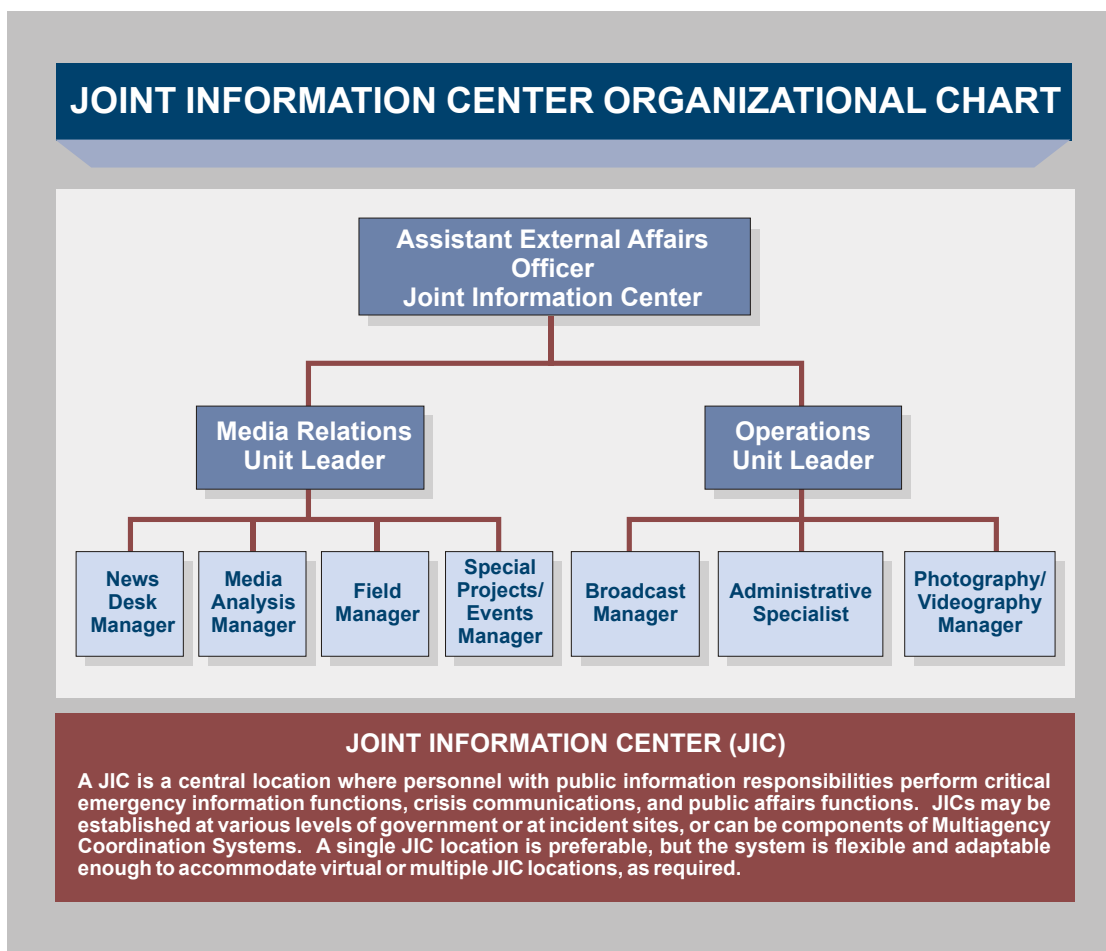 JOINT INFORMATION CENTER ORGANIZATIONAL CHART
Assistant External Affairs
Officer
Joint Information Center
Media Relations
Unit Leader
Operations
Unit Leader
News
Desk
Manager
Media
Analysis
Manager
Field
Manager
Special
Projects/
Events
Manager
Broadcast
Manager
Administrative
Specialist
Photography/
Videography
Manager
JOINT INFORMATION CENTER (JIC)
A JIC is a central location where personnel with public information responsibilities perform critical
emergency information functions, crisis communications, and public affairs functions.  JICs may be
established at various levels of government or at incident sites, or can be components of Multiagency
Coordination Systems.  A single JIC location is preferable, but the system is flexible and adaptable
enough to accommodate virtual or multiple JIC locations, as required.